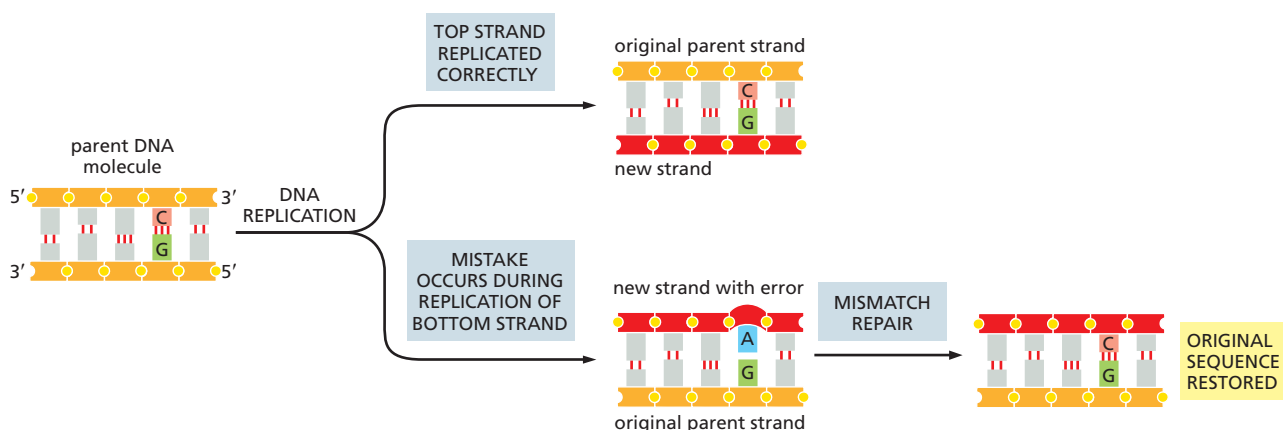 TOP STRAND
REPLICATED
CORRECTLY
original parent strand
C
G
new strand
parent DNA
molecule
5′ 3′
C
G
3′ 5′
DNA
REPLICATION
MISTAKE
OCCURS DURING
REPLICATION OF
BOTTOM STRAND
new strand with error
A
G
original parent strand
MISMATCH
REPAIR
C
G
ORIGINAL
SEQUENCE
RESTORED